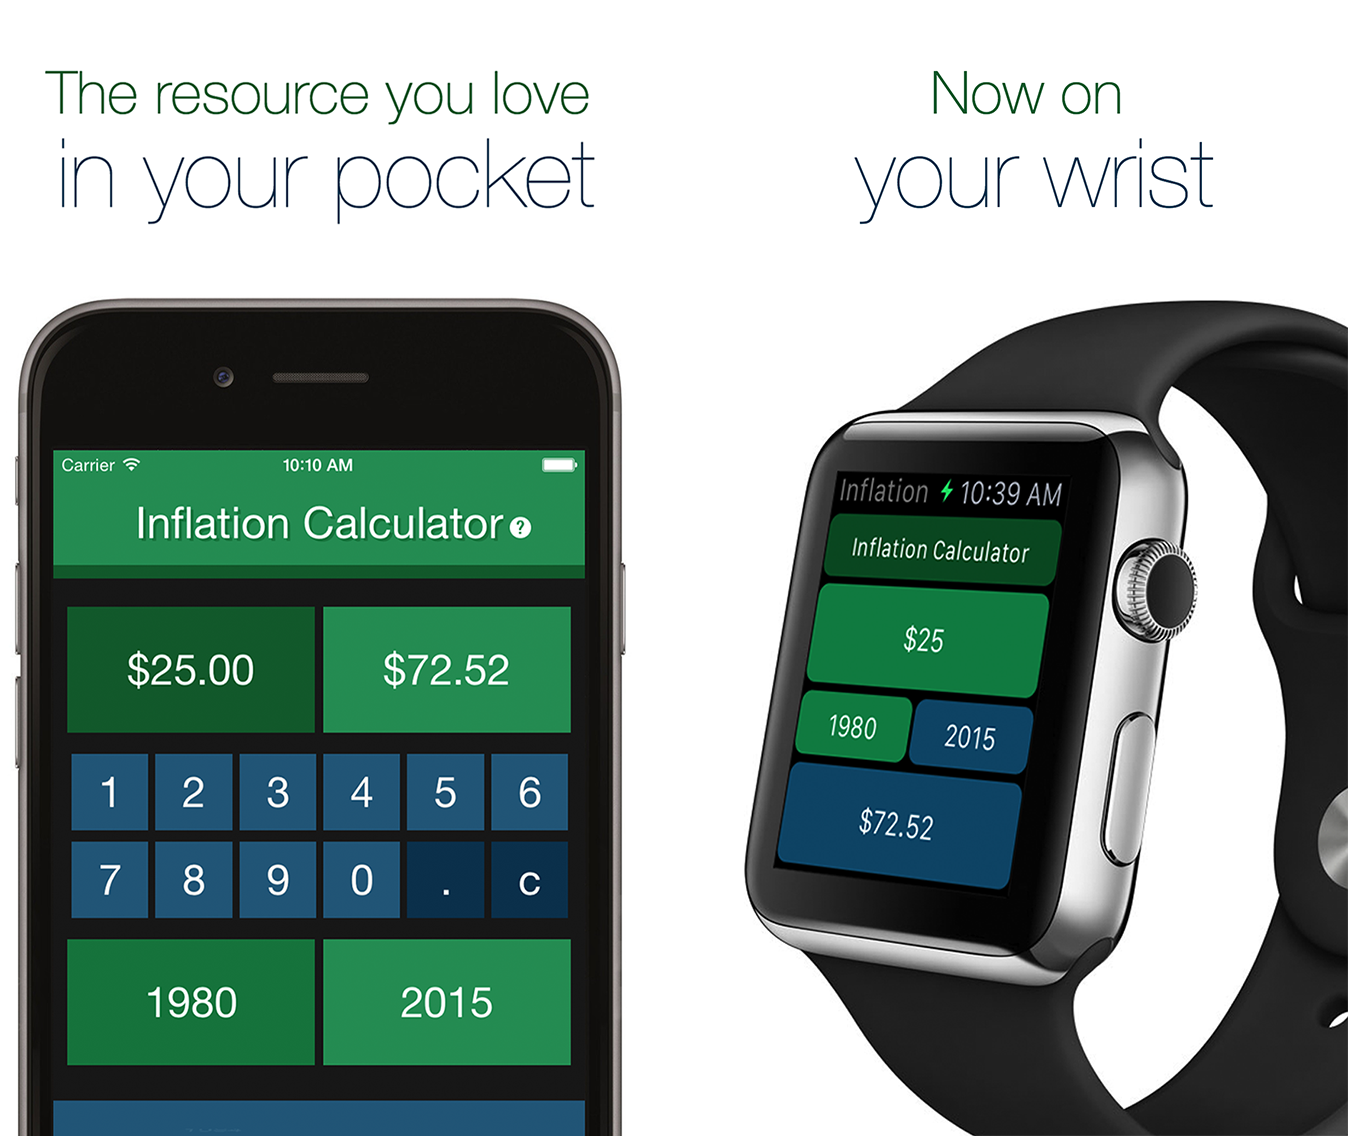 The resource you love
in your pocket
Carrier 10:10 AM
Inflation Calculator ?
$25.00 $72.52
1 2 3 4 5 6
7 8 9 0 . c
1980 2015
Now on
your wrist
Inflation 10:39 AM
Inflation Calculator
$25
1980 2015
$72.52